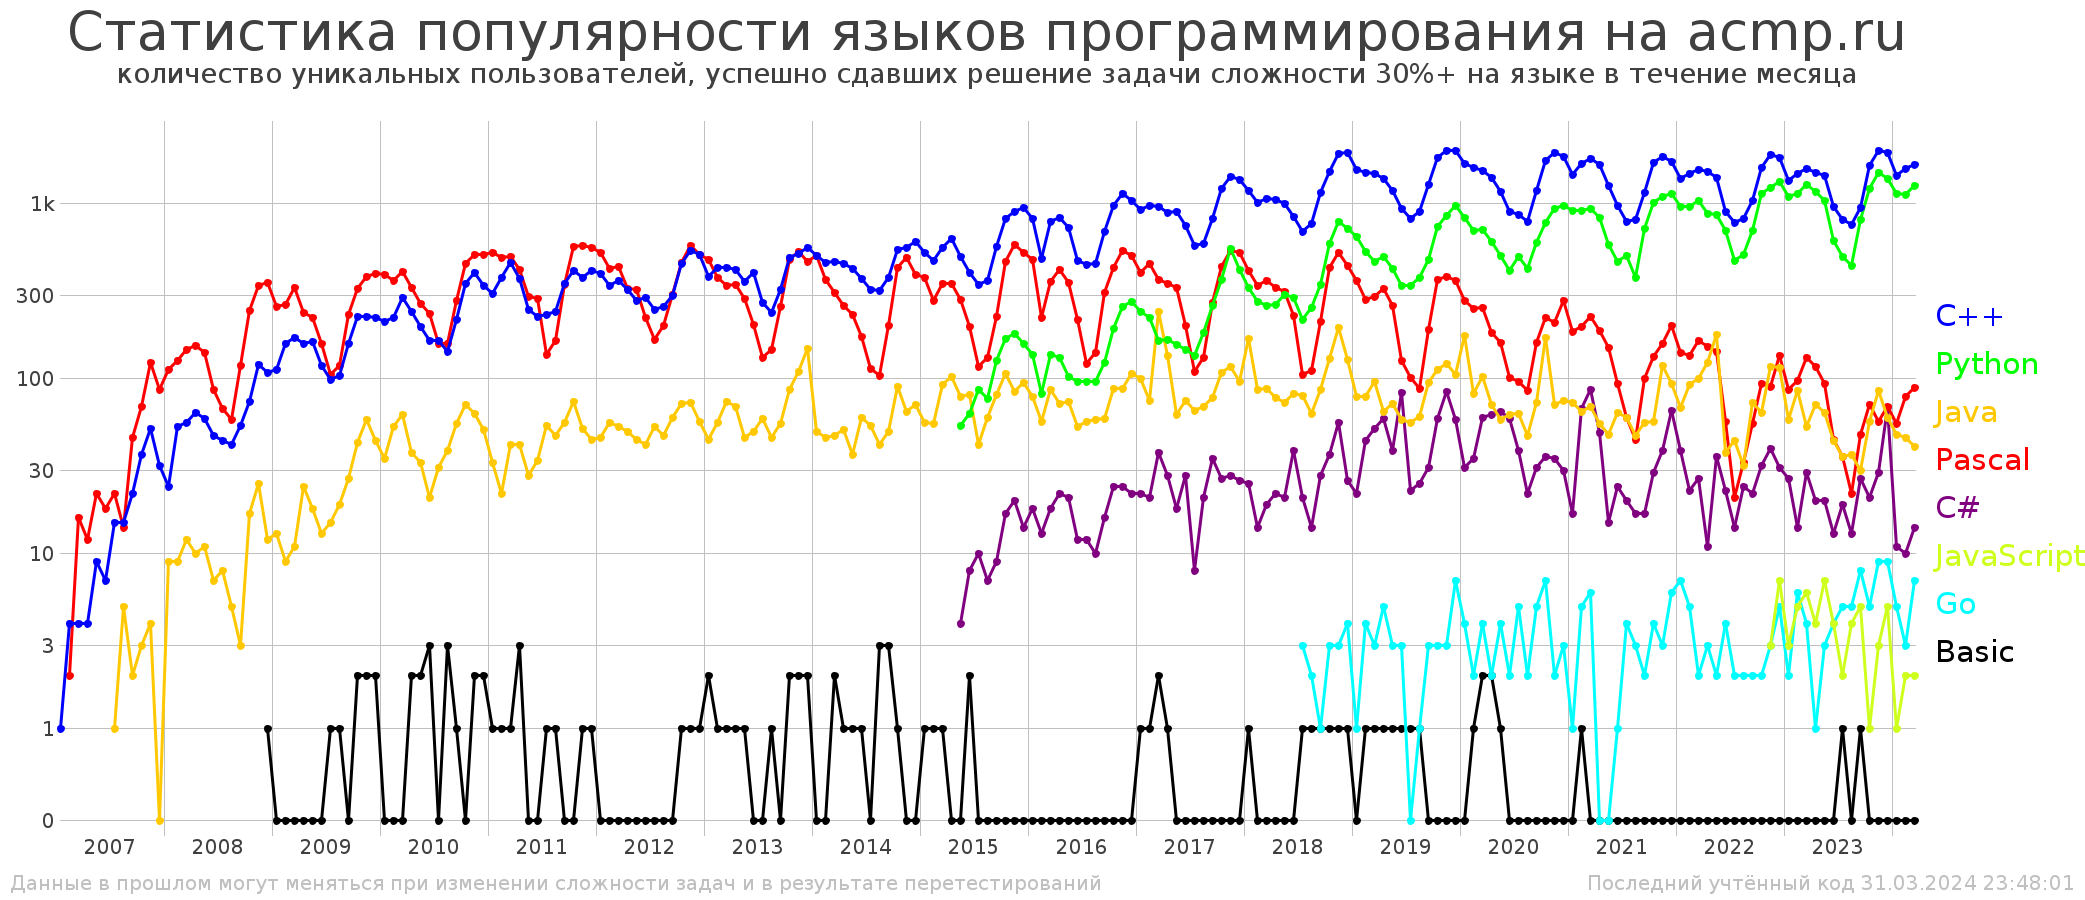 Статистика популярности языков программирования на acmp.ru
количество уникальных пользователей, успешно сдавших решение задачи сложности 30%+ на языке в течение месяца
1k
300
100
30
10
3
1
0
C++
Python
Java
Pascal
C#
JavaScript
Go
Basic
2007 2008 2009 2010 2011 2012 2013 2014 2015 2016 2017 2018 2019 2020 2021 2022 2023
Данные в прошлом могут меняться при изменении сложности задач и в результате перетестирований
Последний учтённый код 31.03.2024 23:48:01